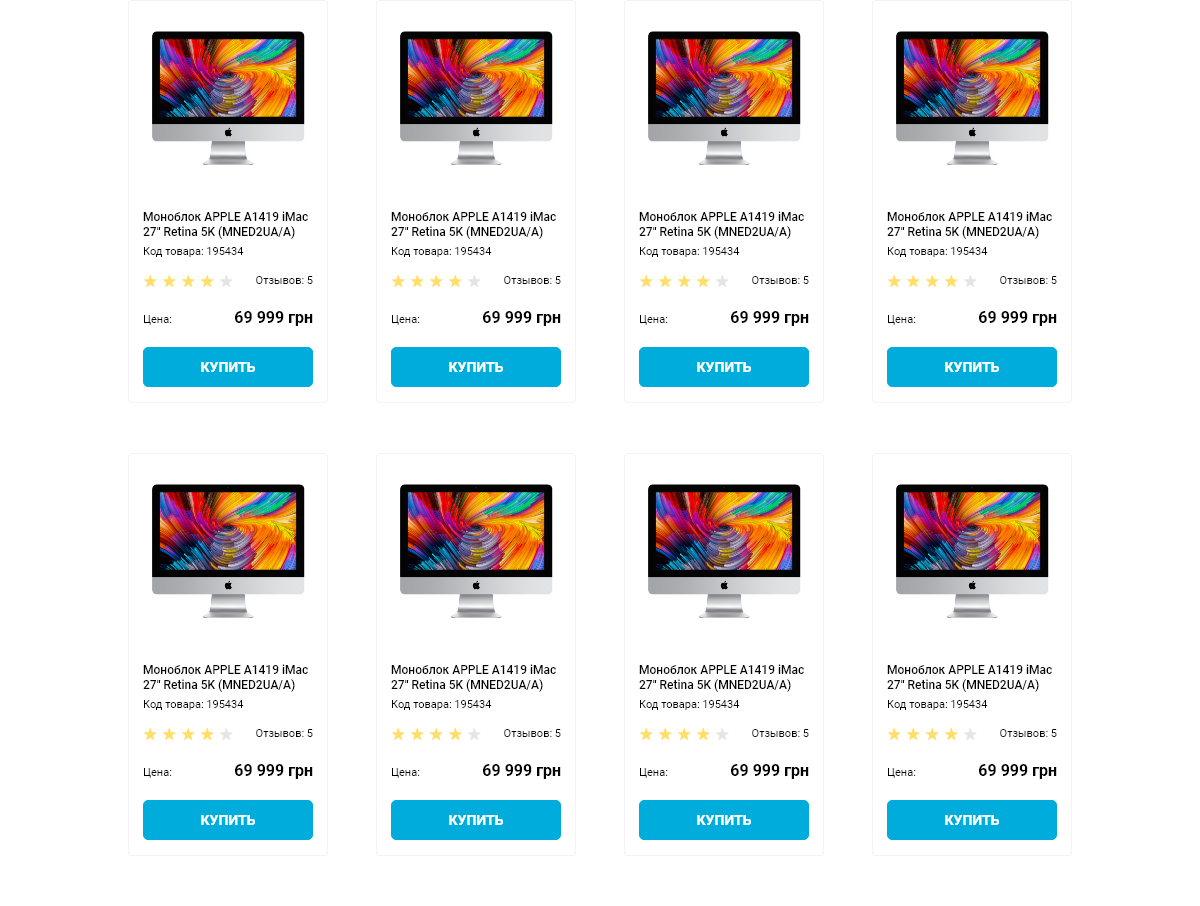 Моноблок APPLE A1419 iMac
27" Retina 5K (MNED2UA/A)
Код товара: 195434
Отзывов: 5
Цена: 69 999 грн
КУПИТЬ
Моноблок APPLE A1419 iMac
27" Retina 5K (MNED2UA/A)
Код товара: 195434
Отзывов: 5
Цена: 69 999 грн
КУПИТЬ
Моноблок APPLE A1419 iMac
27" Retina 5K (MNED2UA/A)
Код товара: 195434
Отзывов: 5
Цена: 69 999 грн
КУПИТЬ
Моноблок APPLE A1419 iMac
27" Retina 5K (MNED2UA/A)
Код товара: 195434
Отзывов: 5
Цена: 69 999 грн
КУПИТЬ
Моноблок APPLE A1419 iMac
27" Retina 5K (MNED2UA/A)
Код товара: 195434
Отзывов: 5
Цена: 69 999 грн
КУПИТЬ
Моноблок APPLE A1419 iMac
27" Retina 5K (MNED2UA/A)
Код товара: 195434
Отзывов: 5
Цена: 69 999 грн
КУПИТЬ
Моноблок APPLE A1419 iMac
27" Retina 5K (MNED2UA/A)
Код товара: 195434
Отзывов: 5
Цена: 69 999 грн
КУПИТЬ
Моноблок APPLE A1419 iMac
27" Retina 5K (MNED2UA/A)
Код товара: 195434
Отзывов: 5
Цена: 69 999 грн
КУПИТЬ